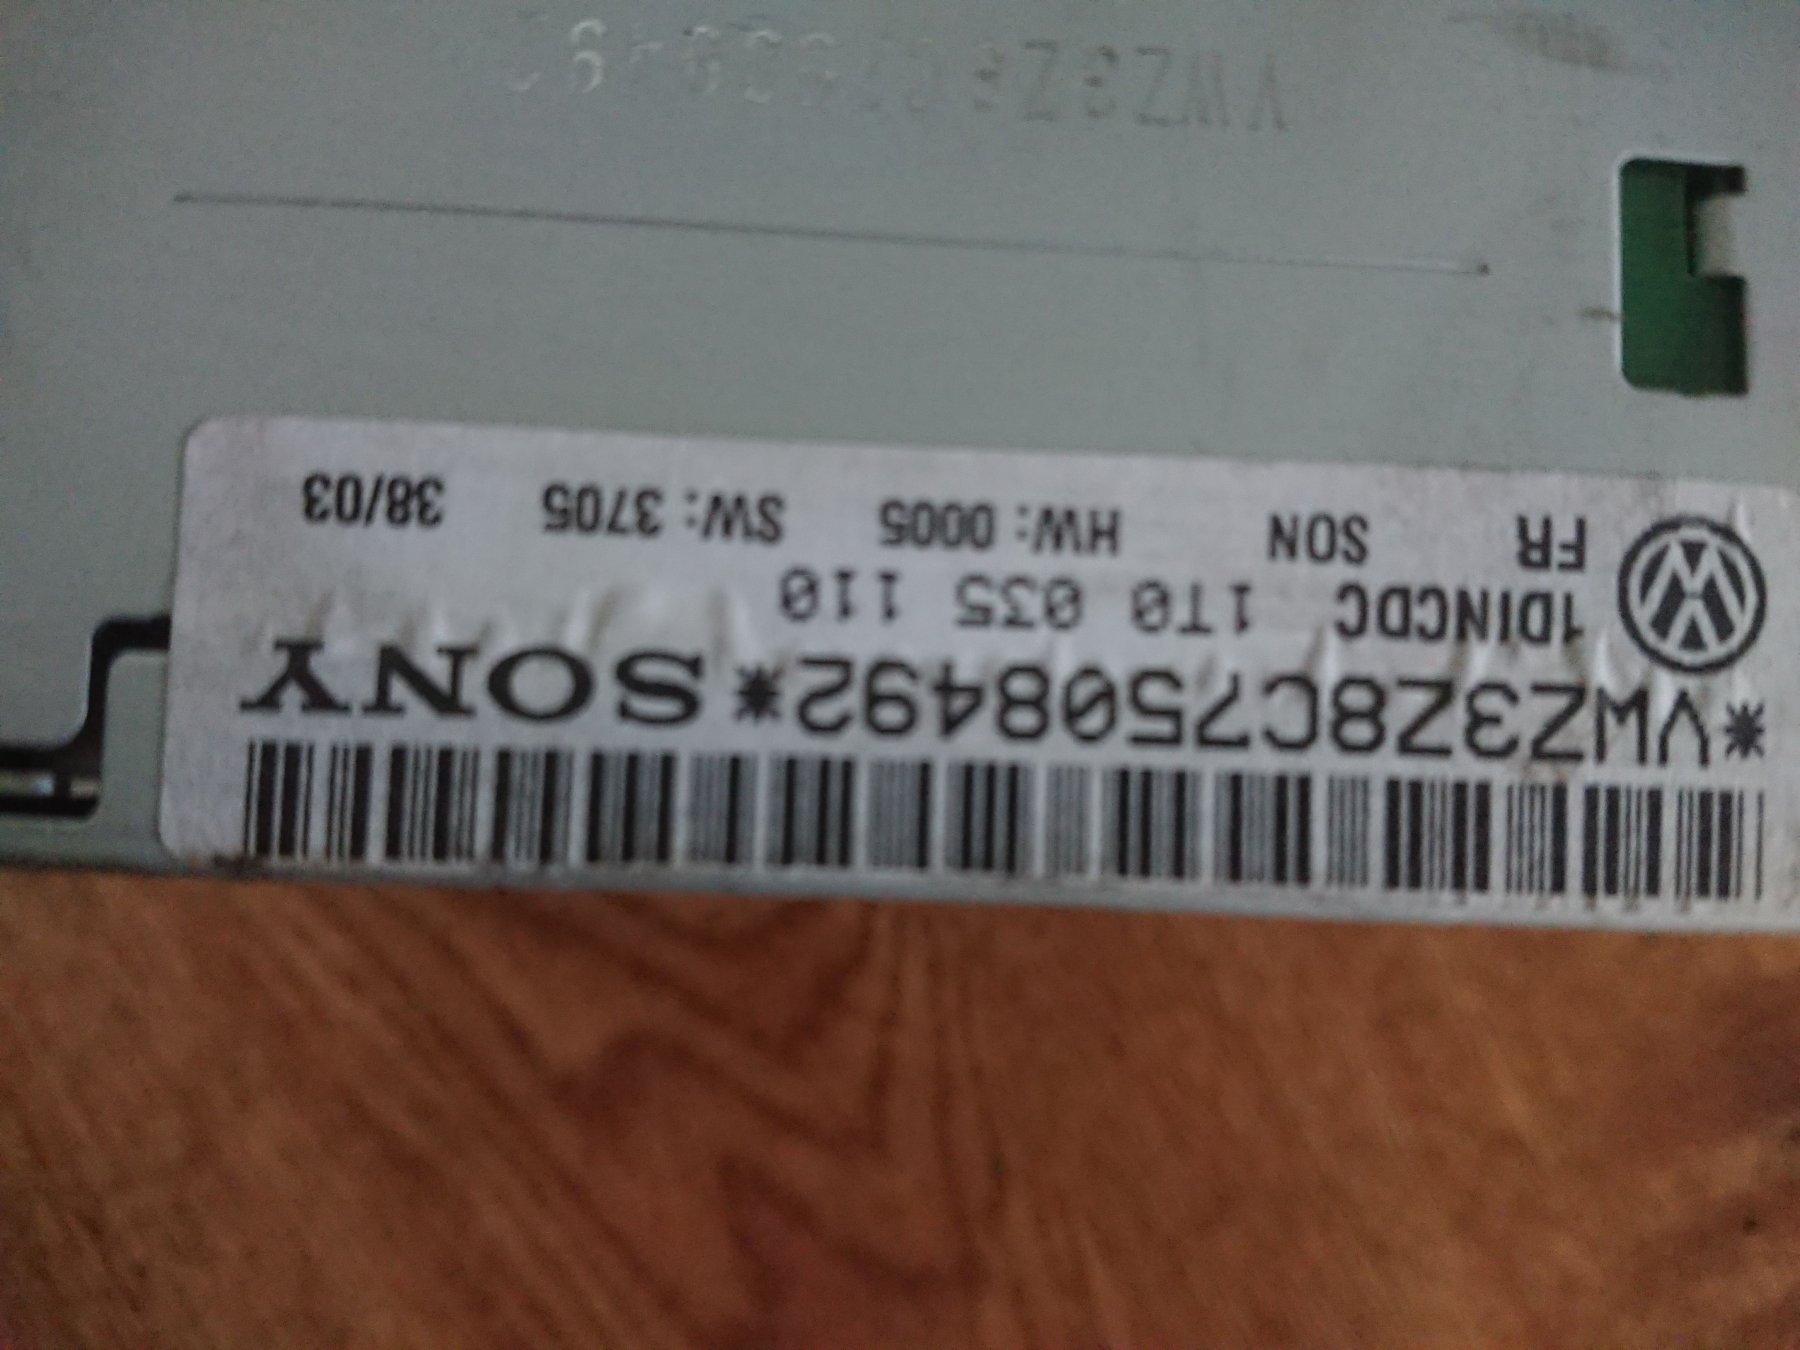 *VWZ3Z8C7508492* SONY
1DINCDC 1T0 035 110
FR SON HW: 0005 SW: 3705 38/03